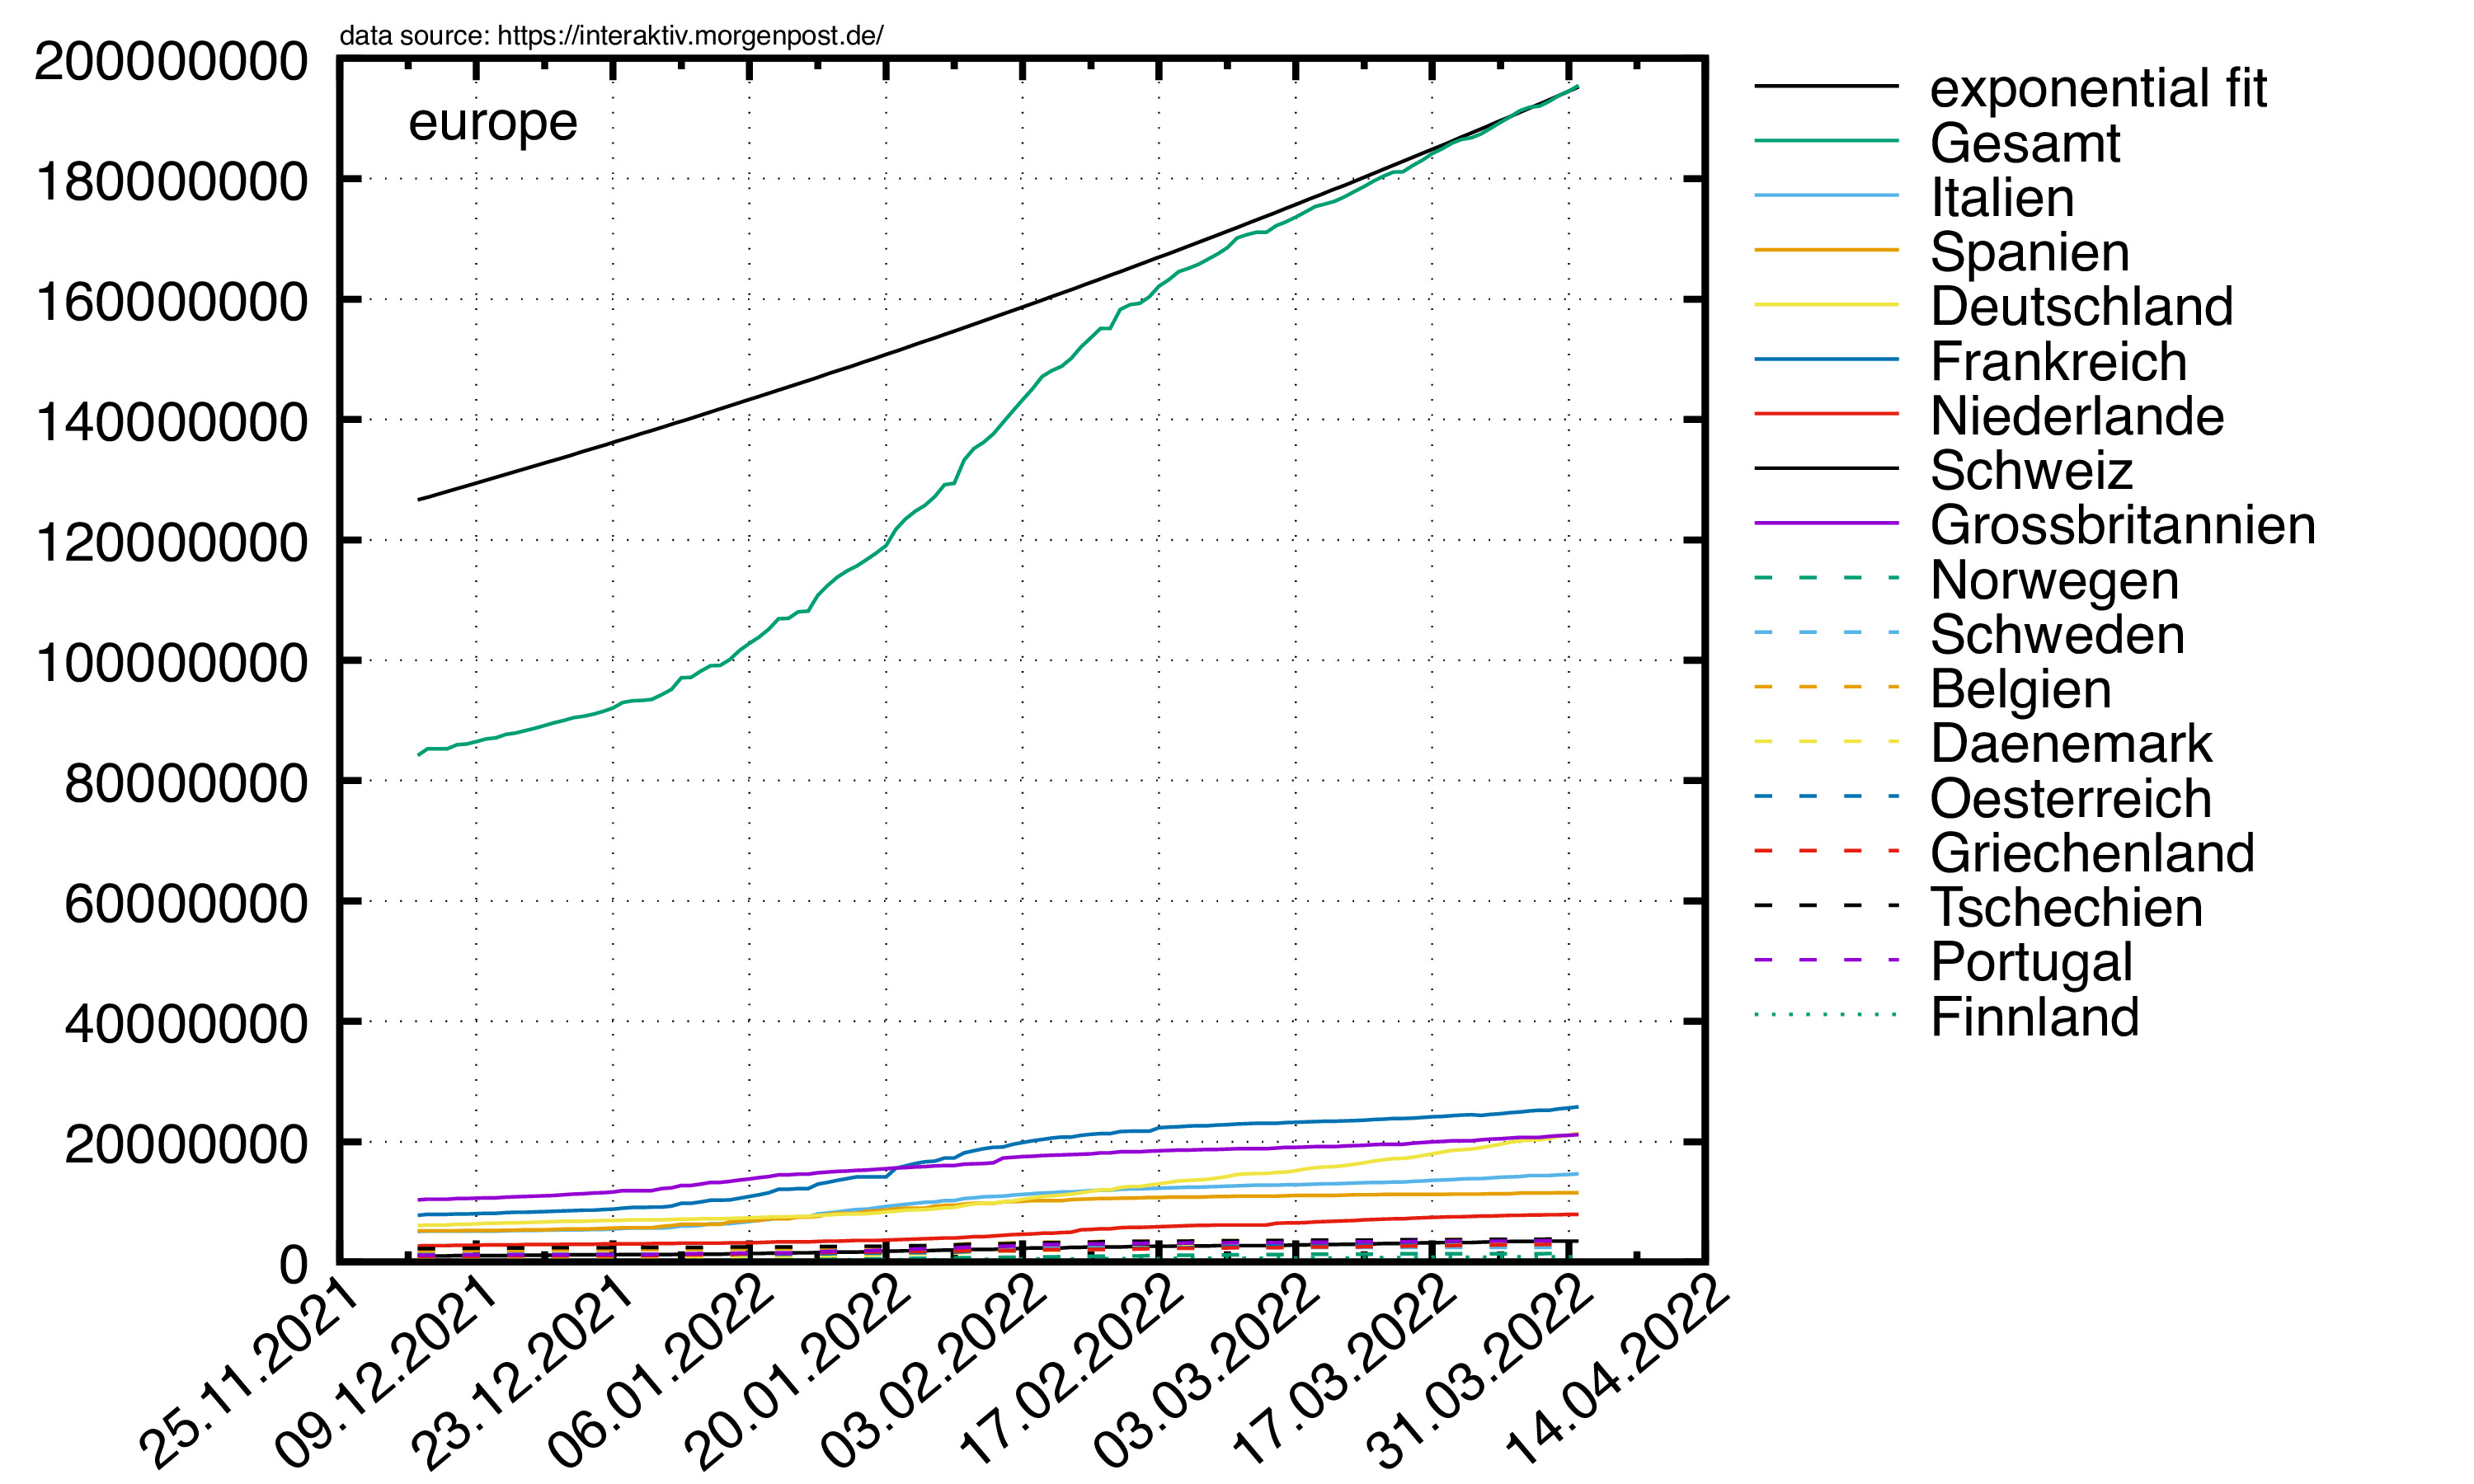 data source: https://interaktiv.morgenpost.de/
europe
200000000
180000000
160000000
140000000
120000000
100000000
80000000
60000000
40000000
20000000
0
25.11.2021
09.12.2021
23.12.2021
06.01.2022
20.01.2022
03.02.2022
17.02.2022
03.03.2022
17.03.2022
31.03.2022
14.04.2022
exponential fit
Gesamt
Italien
Spanien
Deutschland
Frankreich
Niederlande
Schweiz
Grossbritannien
Norwegen
Schweden
Belgien
Daenemark
Oesterreich
Griechenland
Tschechien
Portugal
Finnland